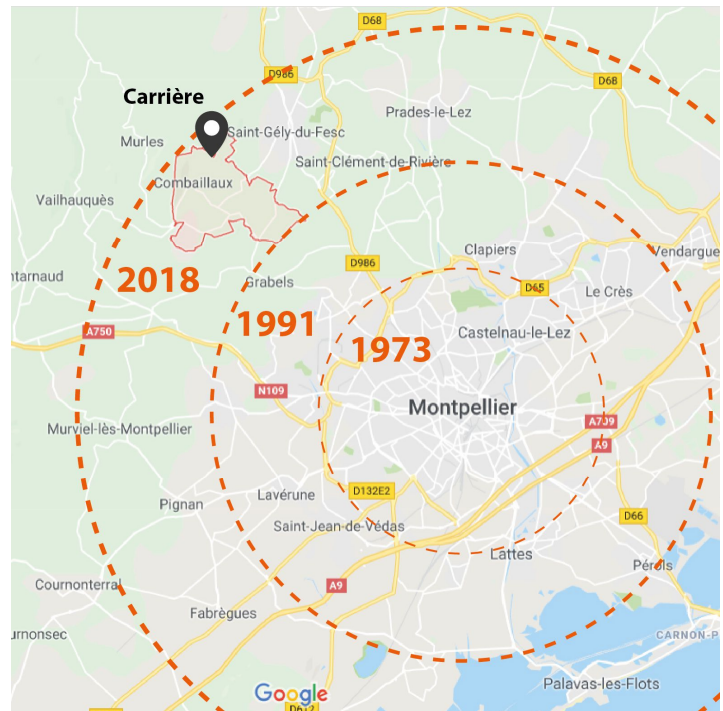 D68
D986
D68
Carrière
Prades-le-Lez
Murles
Saint-Gély-du-Fesc
Saint-Clément-de-Rivière
Combaillaux
Vailhauquès
Clapiers
Vendargue
D986
ntarnaud
2018
Grabels
D65
Le Crès
1991
A750
1973
Castelnau-le-Lez
N109
Montpellier
A709
Murviel-lès-Montpellier
A9
D132E2
Lavérune
Pignan
D66
Saint-Jean-de-Védas
Lattes
Pérols
Cournonterral
A9
Fabrègues
urnonsec
CARNON-P
Palavas-les-Flots
Google
D612